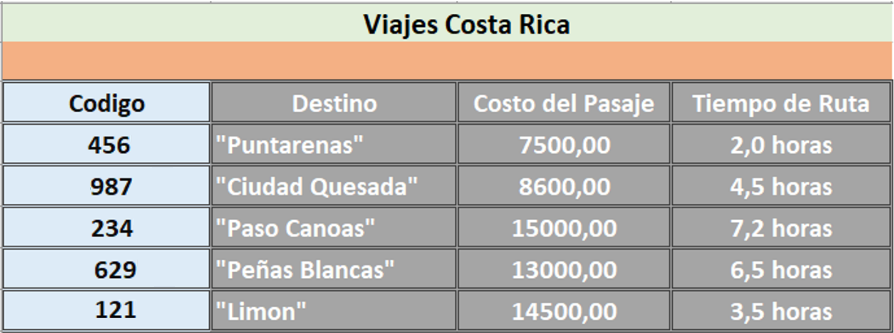 Viajes Costa Rica
Codigo Destino Costo del Pasaje Tiempo de Ruta
456 "Puntarenas" 7500,00 2,0 horas
987 "Ciudad Quesada" 8600,00 4,5 horas
234 "Paso Canoas" 15000,00 7,2 horas
629 "Peñas Blancas" 13000,00 6,5 horas
121 "Limon" 14500,00 3,5 horas